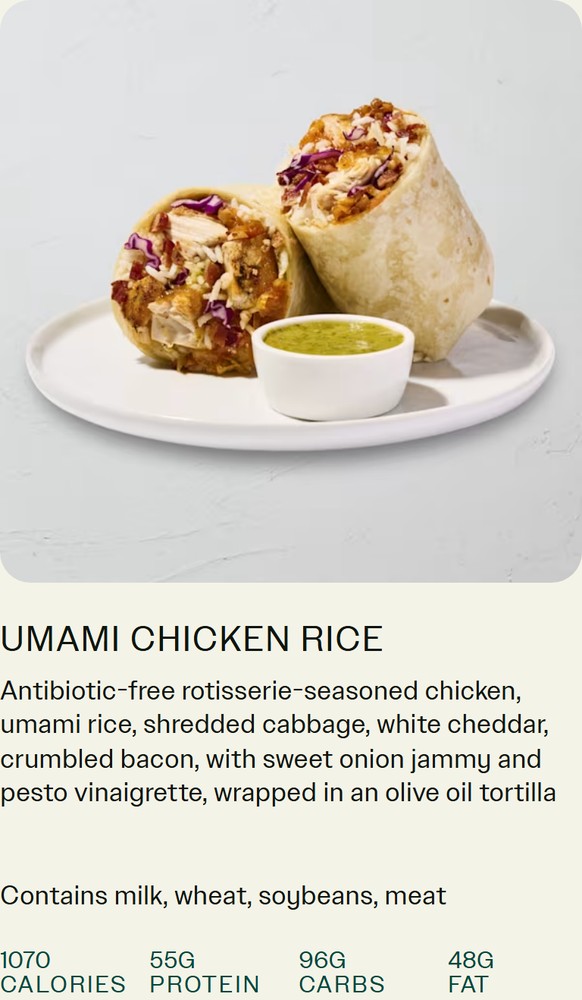 UMAMI CHICKEN RICE
Antibiotic-free rotisserie-seasoned chicken,
umami rice, shredded cabbage, white cheddar,
crumbled bacon, with sweet onion jammy and
pesto vinaigrette, wrapped in an olive oil tortilla
Contains milk, wheat, soybeans, meat
1070 55G 96G 48G
CALORIES PROTEIN CARBS FAT